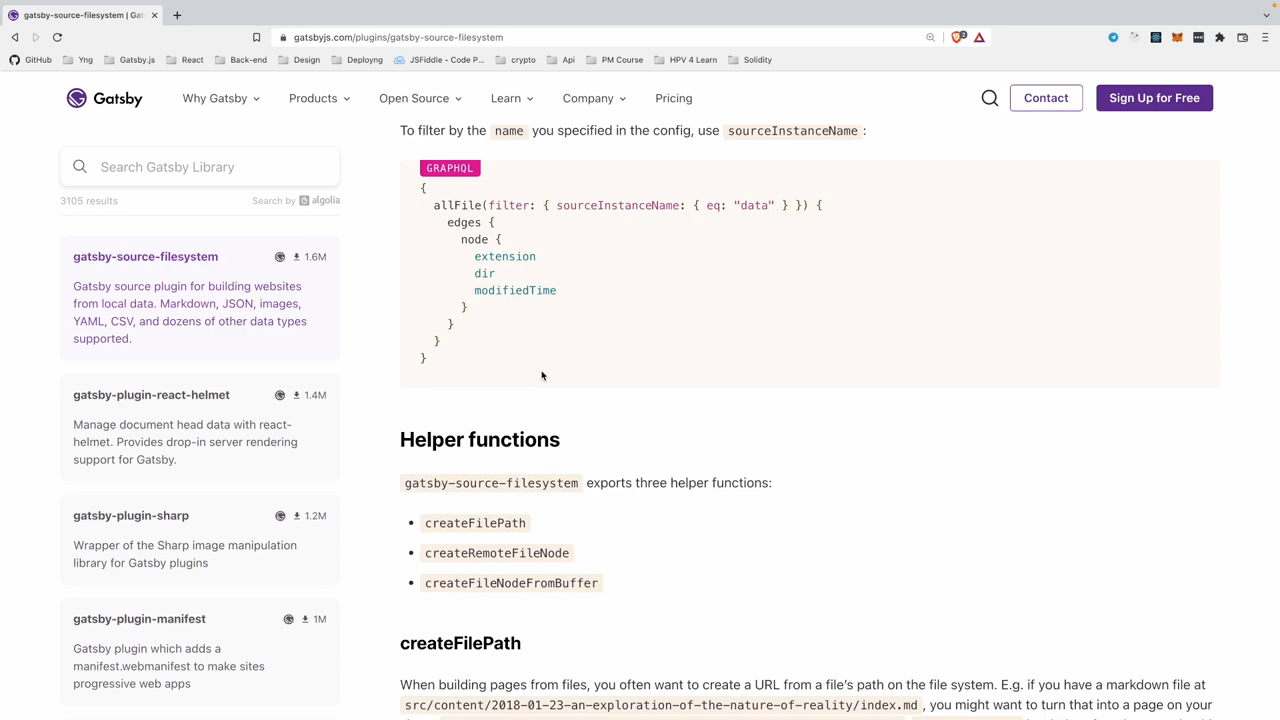 gatsby-source-filesystem | Gat
gatsbyjs.com/plugins/gatsby-source-filesystem
GitHub Yng Gatsby.js React Back-end Design Deployng JSFiddle - Code P... crypto Api PM Course HPV 4 Learn Solidity
Gatsby Why Gatsby Products Open Source Learn Company Pricing Contact Sign Up for Free
Search Gatsby Library
3105 results Search by algolia
gatsby-source-filesystem 1.6M
Gatsby source plugin for building websites
from local data. Markdown, JSON, images,
YAML, CSV, and dozens of other data types
supported.
gatsby-plugin-react-helmet 1.4M
Manage document head data with react-
helmet. Provides drop-in server rendering
support for Gatsby.
gatsby-plugin-sharp 1.2M
Wrapper of the Sharp image manipulation
library for Gatsby plugins
gatsby-plugin-manifest 1M
Gatsby plugin which adds a
manifest.webmanifest to make sites
progressive web apps
To filter by the name you specified in the config, use sourceInstanceName :
GRAPHQL
{
allFile(filter: { sourceInstanceName: { eq: "data" } }) {
edges {
node {
extension
dir
modifiedTime
}
}
}
}
Helper functions
gatsby-source-filesystem exports three helper functions:
• createFilePath
• createRemoteFileNode
• createFileNodeFromBuffer
createFilePath
When building pages from files, you often want to create a URL from a file's path on the file system. E.g. if you have a markdown file at
src/content/2018-01-23-an-exploration-of-the-nature-of-reality/index.md , you might want to turn that into a page on your